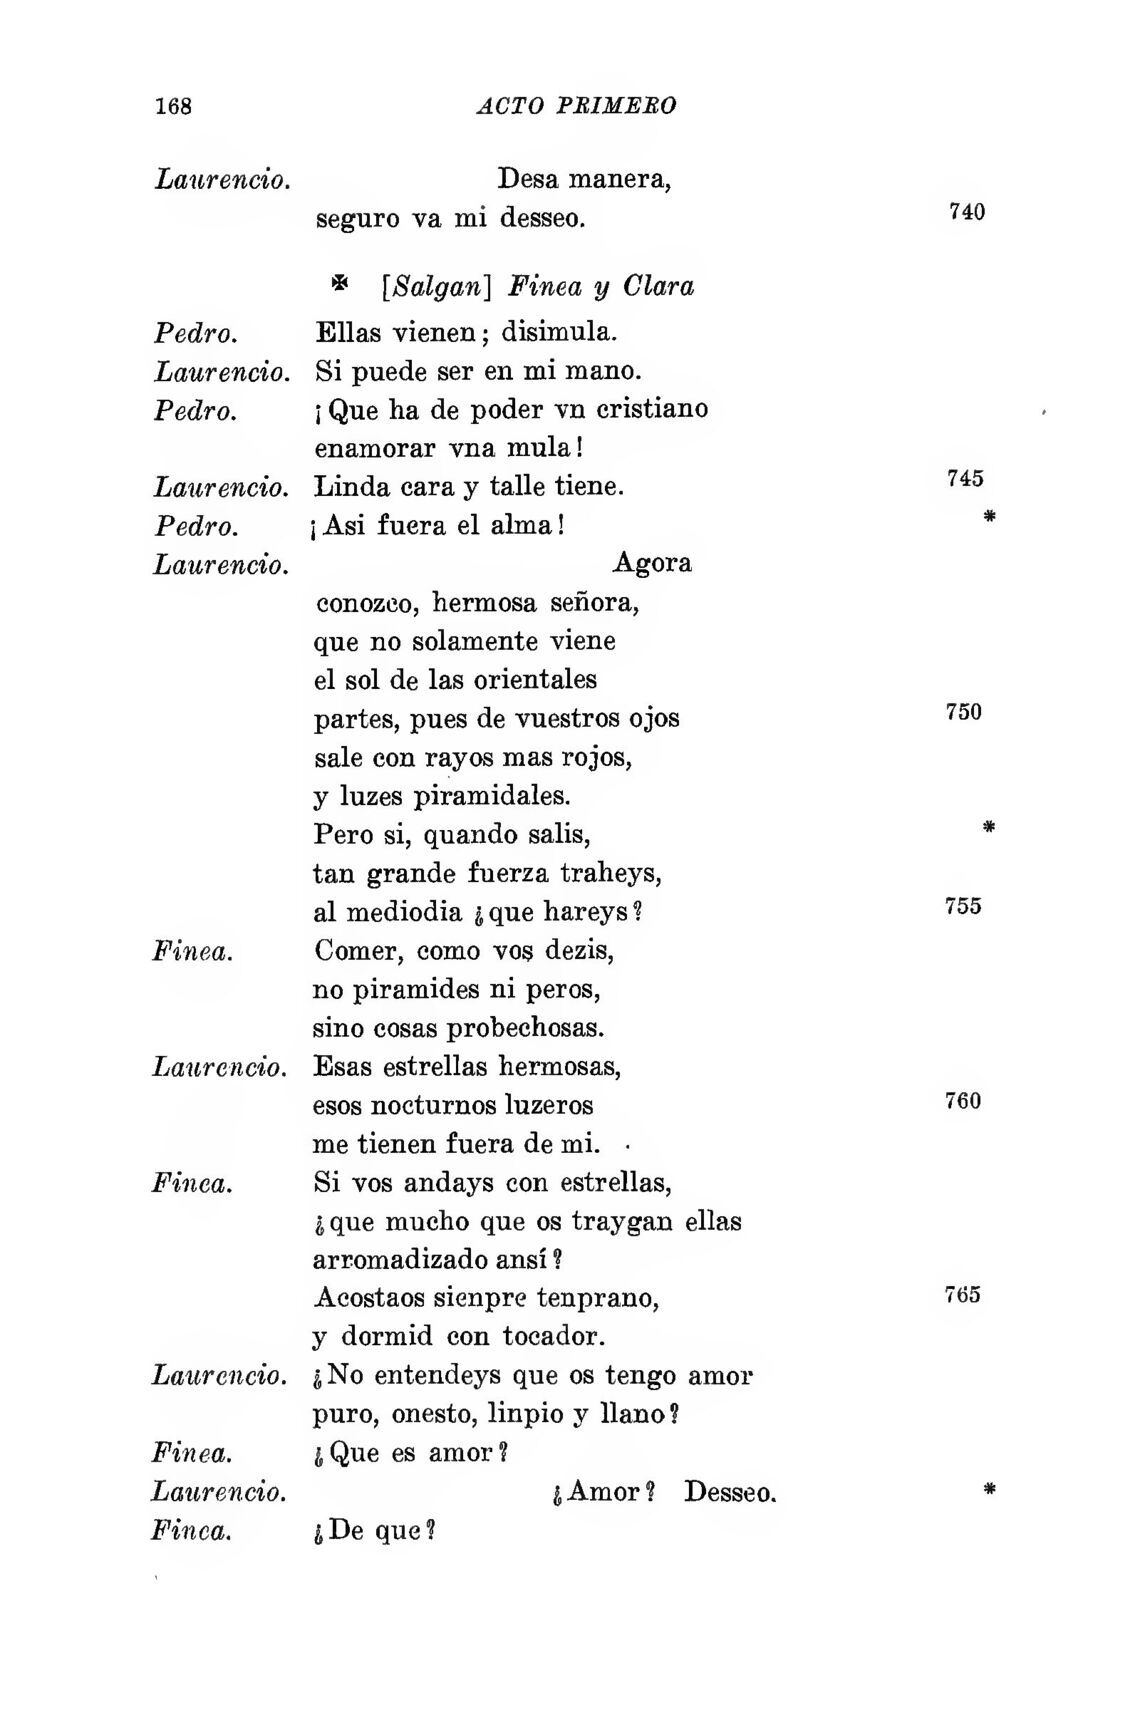 168 ACTO PRIMERO
Laurencio. Desa manera,
seguro va mi desseo. 740
✠ [Salgan] Finea y Clara
Pedro. Ellas vienen; disimula.
Laurencio. Si puede ser en mi mano.
Pedro. ¡Que ha de poder vn cristiano
enamorar vna mula!
Laurencio. Linda cara y talle tiene. 745
Pedro. ¡Asi fuera el alma! *
Laurencio. Agora
conozco, hermosa señora,
que no solamente viene
el sol de las orientales
partes, pues de vuestros ojos 750
sale con rayos mas rojos,
y luzes piramidales.
Pero si, quando salis, *
tan grande fuerza traheys,
al mediodia ¿que hareys? 755
Finea. Comer, como vos dezis,
no piramides ni peros,
sino cosas probechosas.
Laurencio. Esas estrellas hermosas,
esos nocturnos luzeros 760
me tienen fuera de mi.
Finea. Si vos andays con estrellas,
¿que mucho que os traygan ellas
arromadizado ansí?
Acostaos sienpre tenprano, 765
y dormid con tocador.
Laurencio. ¿No entendeys que os tengo amor
puro, onesto, linpio y llano?
Finea. ¿Que es amor?
Laurencio. ¿Amor? Desseo. *
Finea. ¿De que?